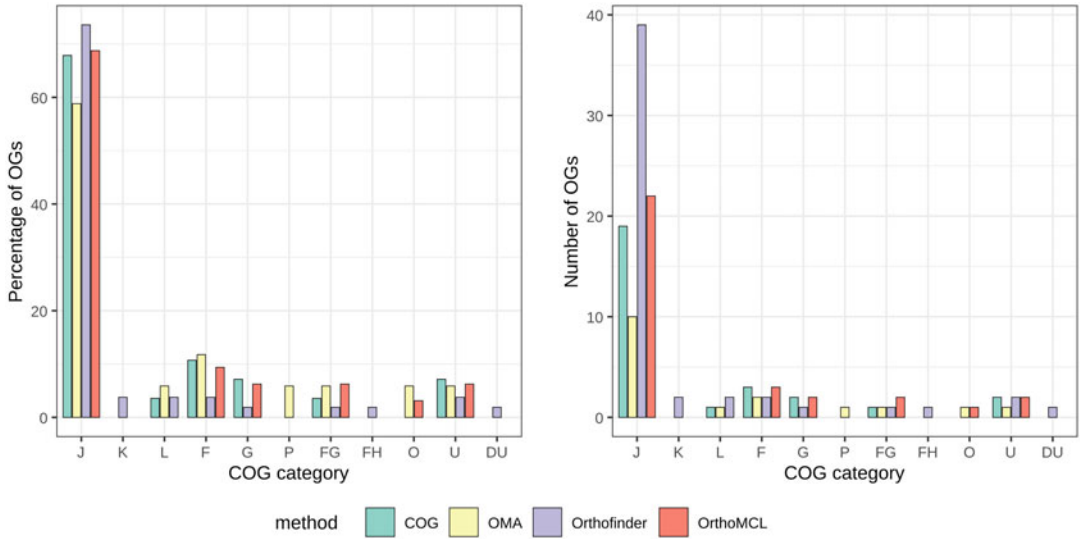 Percentage of OGs
60
40
20
0
J K L F G P FG FH O U DU
COG category
Number of OGs
40
30
20
10
0
J K L F G P FG FH O U DU
COG category
method COG OMA Orthofinder OrthoMCL